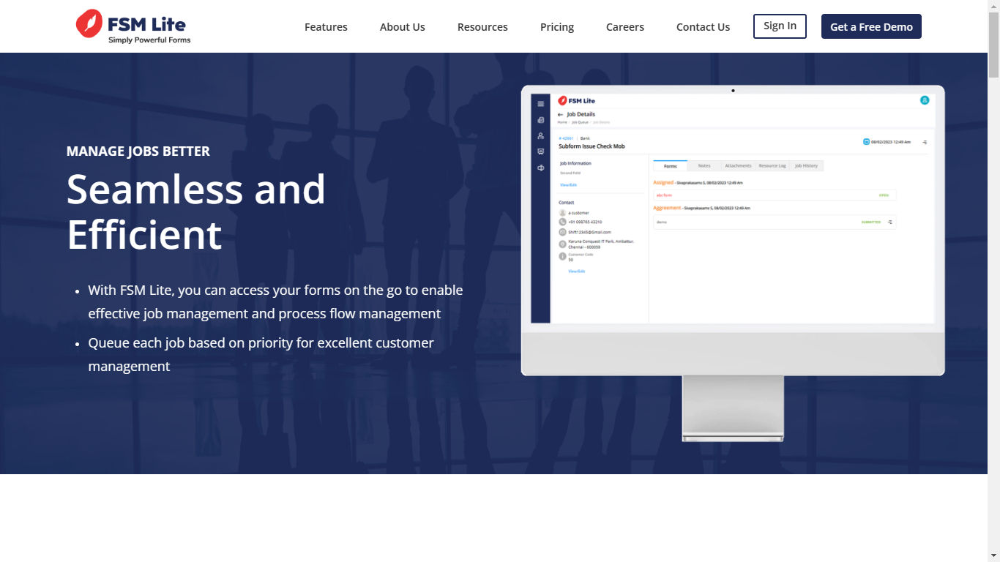 FSM Lite
Simply Powerful Forms
Features
About Us
Resources
Pricing
Careers
Contact Us
Sign In
Get a Free Demo
MANAGE JOBS BETTER
Seamless and
Efficient
With FSM Lite, you can access your forms on the go to enable
effective job management and process flow management
Queue each job based on priority for excellent customer
management
FSM Lite
Job Details
Home / Job Queue / Job Details
# 42861 | Bank
Subform Issue Check Mob
08/02/2023 12:49 Am
Job Information
Second Field
View/Edit
Contact
a customer
+91 098765 43210
Shift12345@Gmail.com
Karuna Conquest IT Park, Ambattur,
Chennai - 600058
Customer Code
50
View/Edit
Forms
Notes
Attachments
Resource Log
Job History
Assigned - Sivaprakasams S, 08/02/2023 12:49 Am
abc form
OPEN
Aggreement - Sivaprakasams S, 08/02/2023 12:49 Am
demo
SUBMITTED